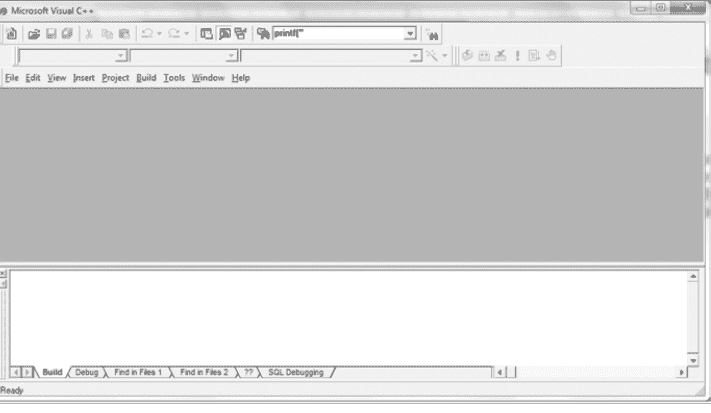 Microsoft Visual C++
printf("
File Edit View Insert Project Build Tools Window Help
Build Debug Find in Files 1 Find in Files 2 ?? SQL Debugging
Ready